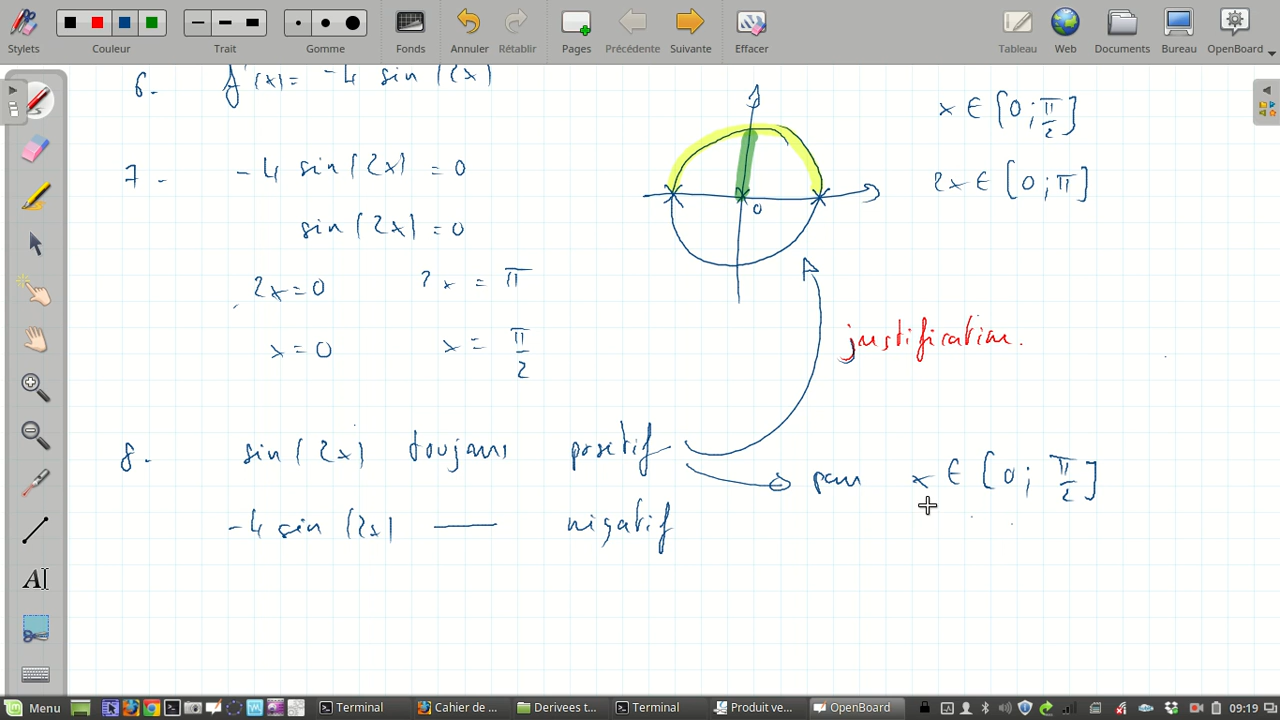 Stylets Couleur Trait Gomme Fonds Annuler Rétablir Pages Précédente Suivante Effacer Tableau Web Documents Bureau OpenBoard
6. f'(x) = -4 sin(2x)
x ∈ [0; π/2]
7. -4 sin(2x) = 0
2x ∈ [0; π]
0
sin(2x) = 0
2x = 0 2x = π
x = 0 x = π/2
justification.
8. sin(2x) toujours positif
pour x ∈ [0; π/2]
-4 sin(2x) — négatif
Menu Terminal Cahier de ... Derivees t... Terminal Produit ve... OpenBoard 09:19